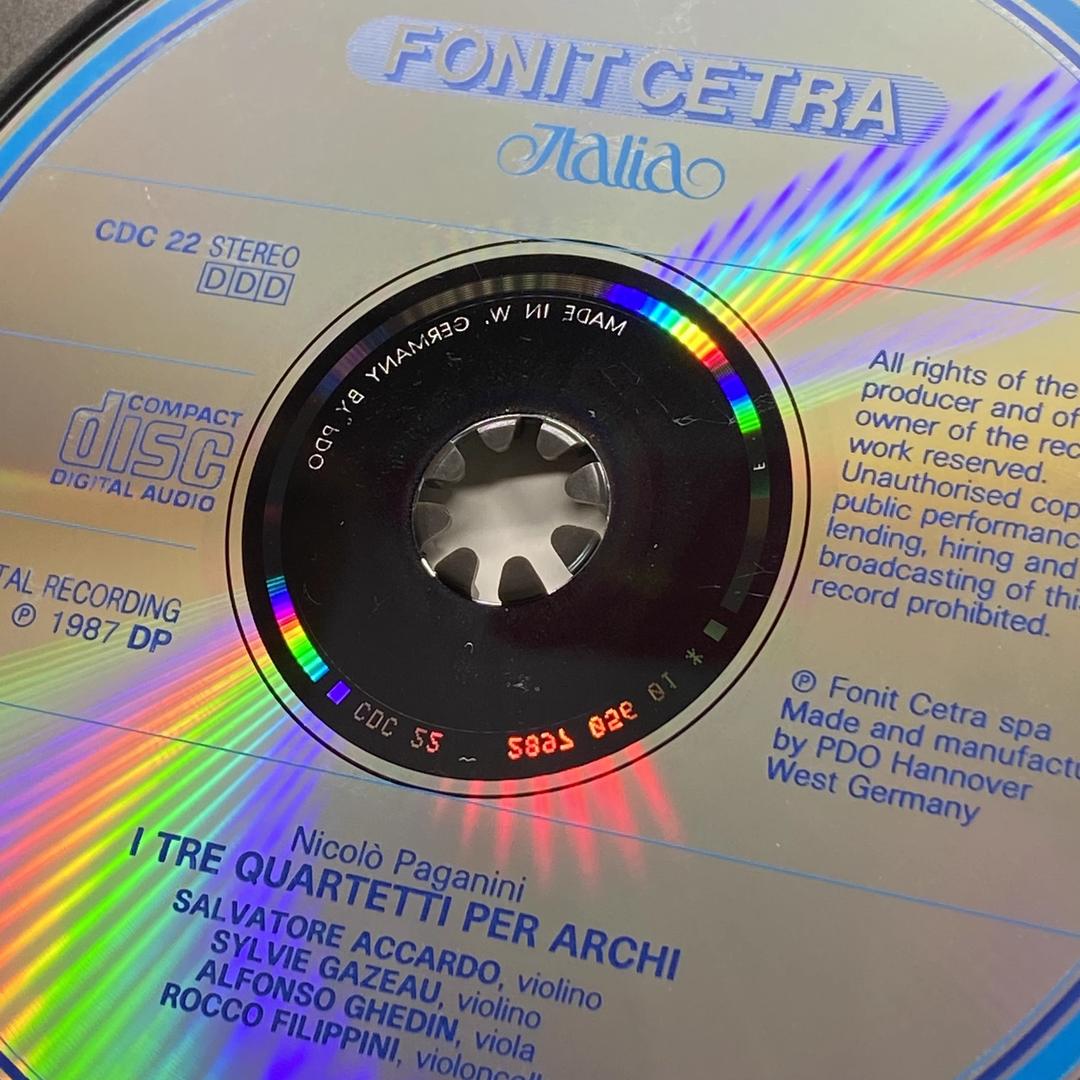 FONIT CETRA
Italia
CDC 22 STEREO
DDD
COMPACT
disc
DIGITAL AUDIO
TAL RECORDING
℗ 1987 DP
MADE IN W. GERMANY BY PDO
CDC 22
All rights of the
producer and of
owner of the rec
work reserved.
Unauthorised cop
public performanc
lending, hiring and
broadcasting of thi
record prohibited.
℗ Fonit Cetra spa
Made and manufactu
by PDO Hannover
West Germany
Nicolò Paganini
I TRE QUARTETTI PER ARCHI
SALVATORE ACCARDO, violino
SYLVIE GAZEAU, violino
ALFONSO GHEDIN, viola
ROCCO FILIPPINI, violoncell